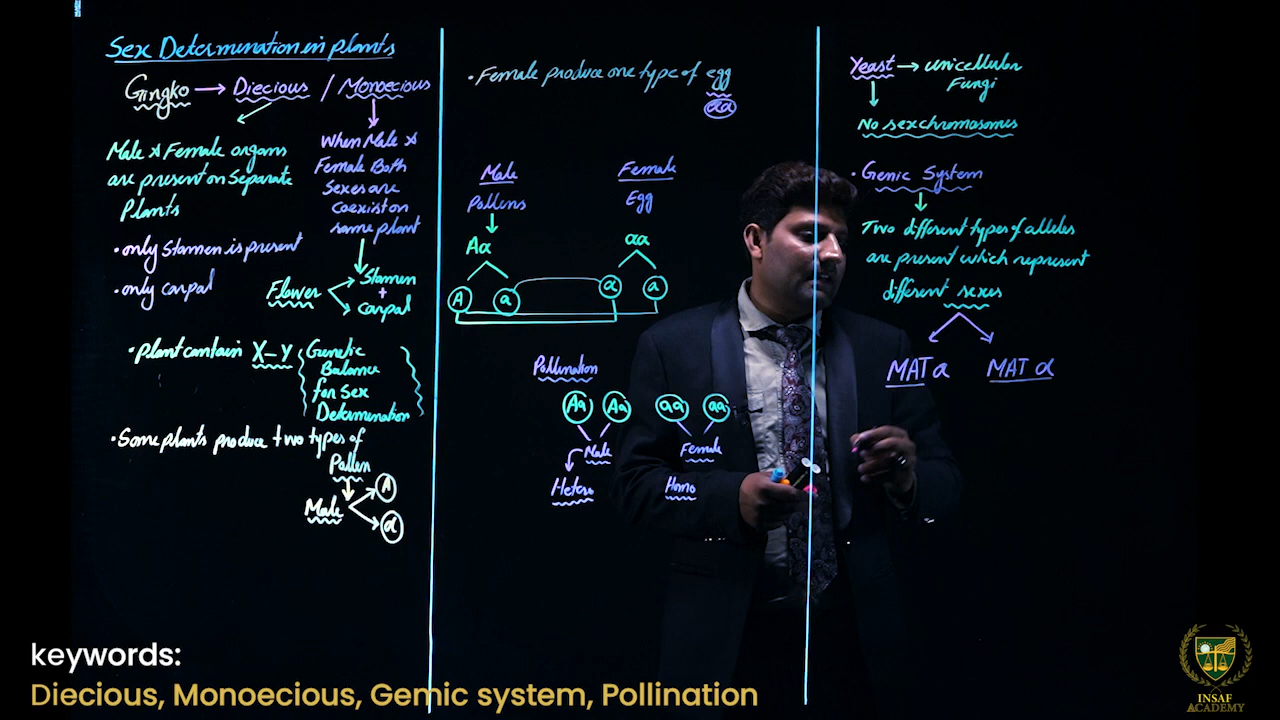 Sex Determination in plants
Gingko → Diecious / Monoecious
Male & Female organs
are present on Separate
Plants
• only Stamen is present
• only carpal
When Male &
Female Both
Sexes are
Coexist on
same plant
Flower
Stamen
+
carpal
• plant contain X–Y
Genetic
Balance
for Sex
Determination
• Some plants produce two types of
Pollen
Male
A
a
• Female produce one type of egg
aa
Male
Pollens
Aa
A a
Female
Egg
aa
a a
Pollination
Aa Aa aa aa
Male Female
Hetero Homo
Yeast → unicellular
Fungi
No sexchromosomes
• Genic System
Two different types of alleles
are present which represent
different sexes
MAT a MAT α
keywords:
Diecious, Monoecious, Gemic system, Pollination
INSAF
ACADEMY